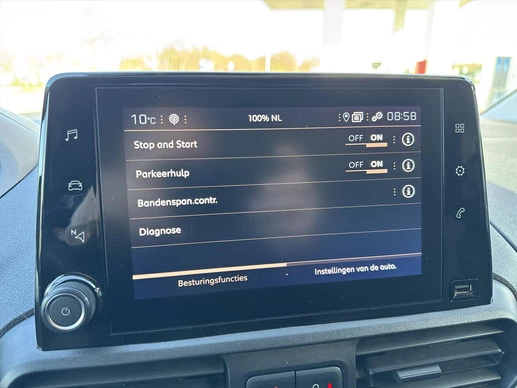 10°C 100% NL 08:58
Stop and Start OFF ON
Parkeerhulp OFF ON
Bandenspan.contr.
Diagnose
Besturingsfuncties Instellingen van de auto.
N